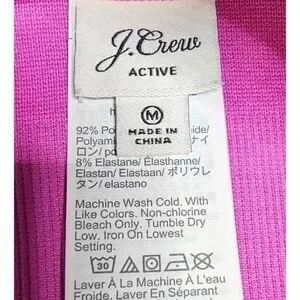 J.Crew
ACTIVE
M
MADE IN
CHINA
92%
Polyam
ロン/
8% Elastane/ Élasthanne/
Elastan/ Elastaan/ ポリウレ
タン/ elastano
Machine Wash Cold. With
Like Colors. Non-chlorine
Bleach Only. Tumble Dry
Low. Iron On Lowest
Setting.
30
Laver À La Machine À L'eau
Froide. Laver En Séparant